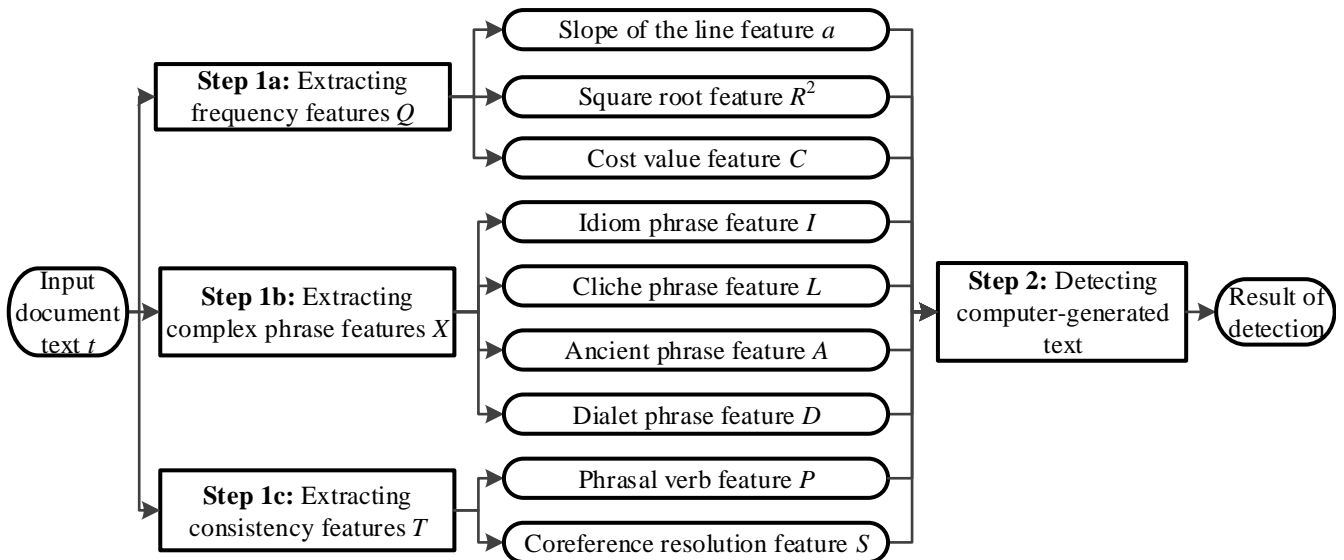 Input
document
text t
Step 1a: Extracting
frequency features Q
Step 1b: Extracting
complex phrase features X
Step 1c: Extracting
consistency features T
Slope of the line feature a
Square root feature R²
Cost value feature C
Idiom phrase feature I
Cliche phrase feature L
Ancient phrase feature A
Dialet phrase feature D
Phrasal verb feature P
Coreference resolution feature S
Step 2: Detecting
computer-generated
text
Result of
detection